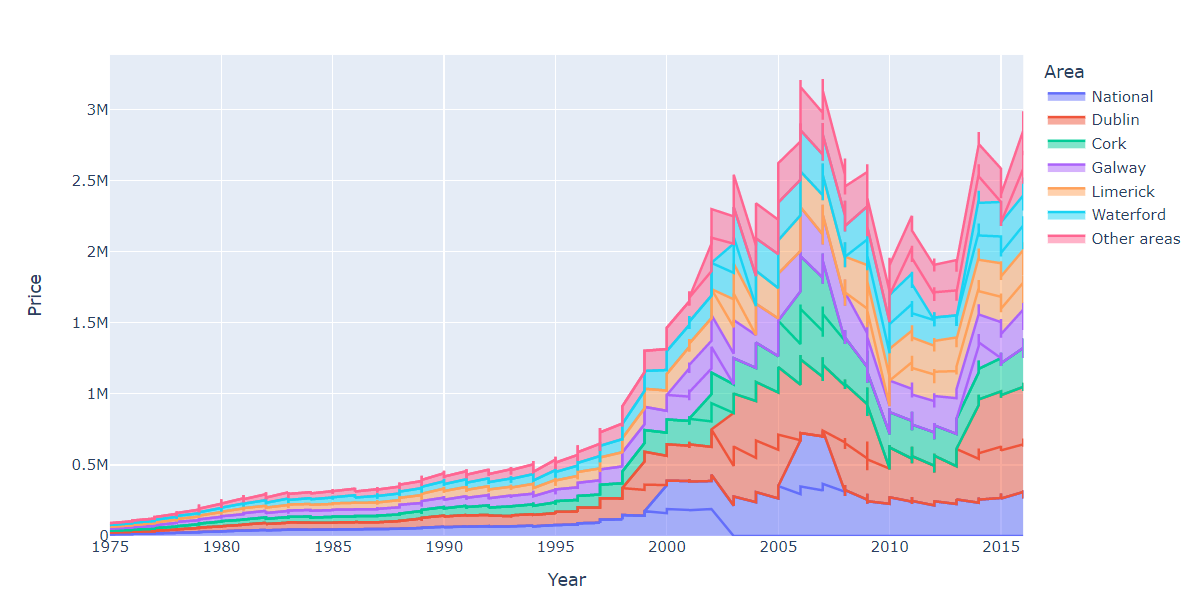 Area
National
Dublin
Cork
Galway
Limerick
Waterford
Other areas
3M
2.5M
2M
1.5M
1M
0.5M
0
Price
1975 1980 1985 1990 1995 2000 2005 2010 2015
Year